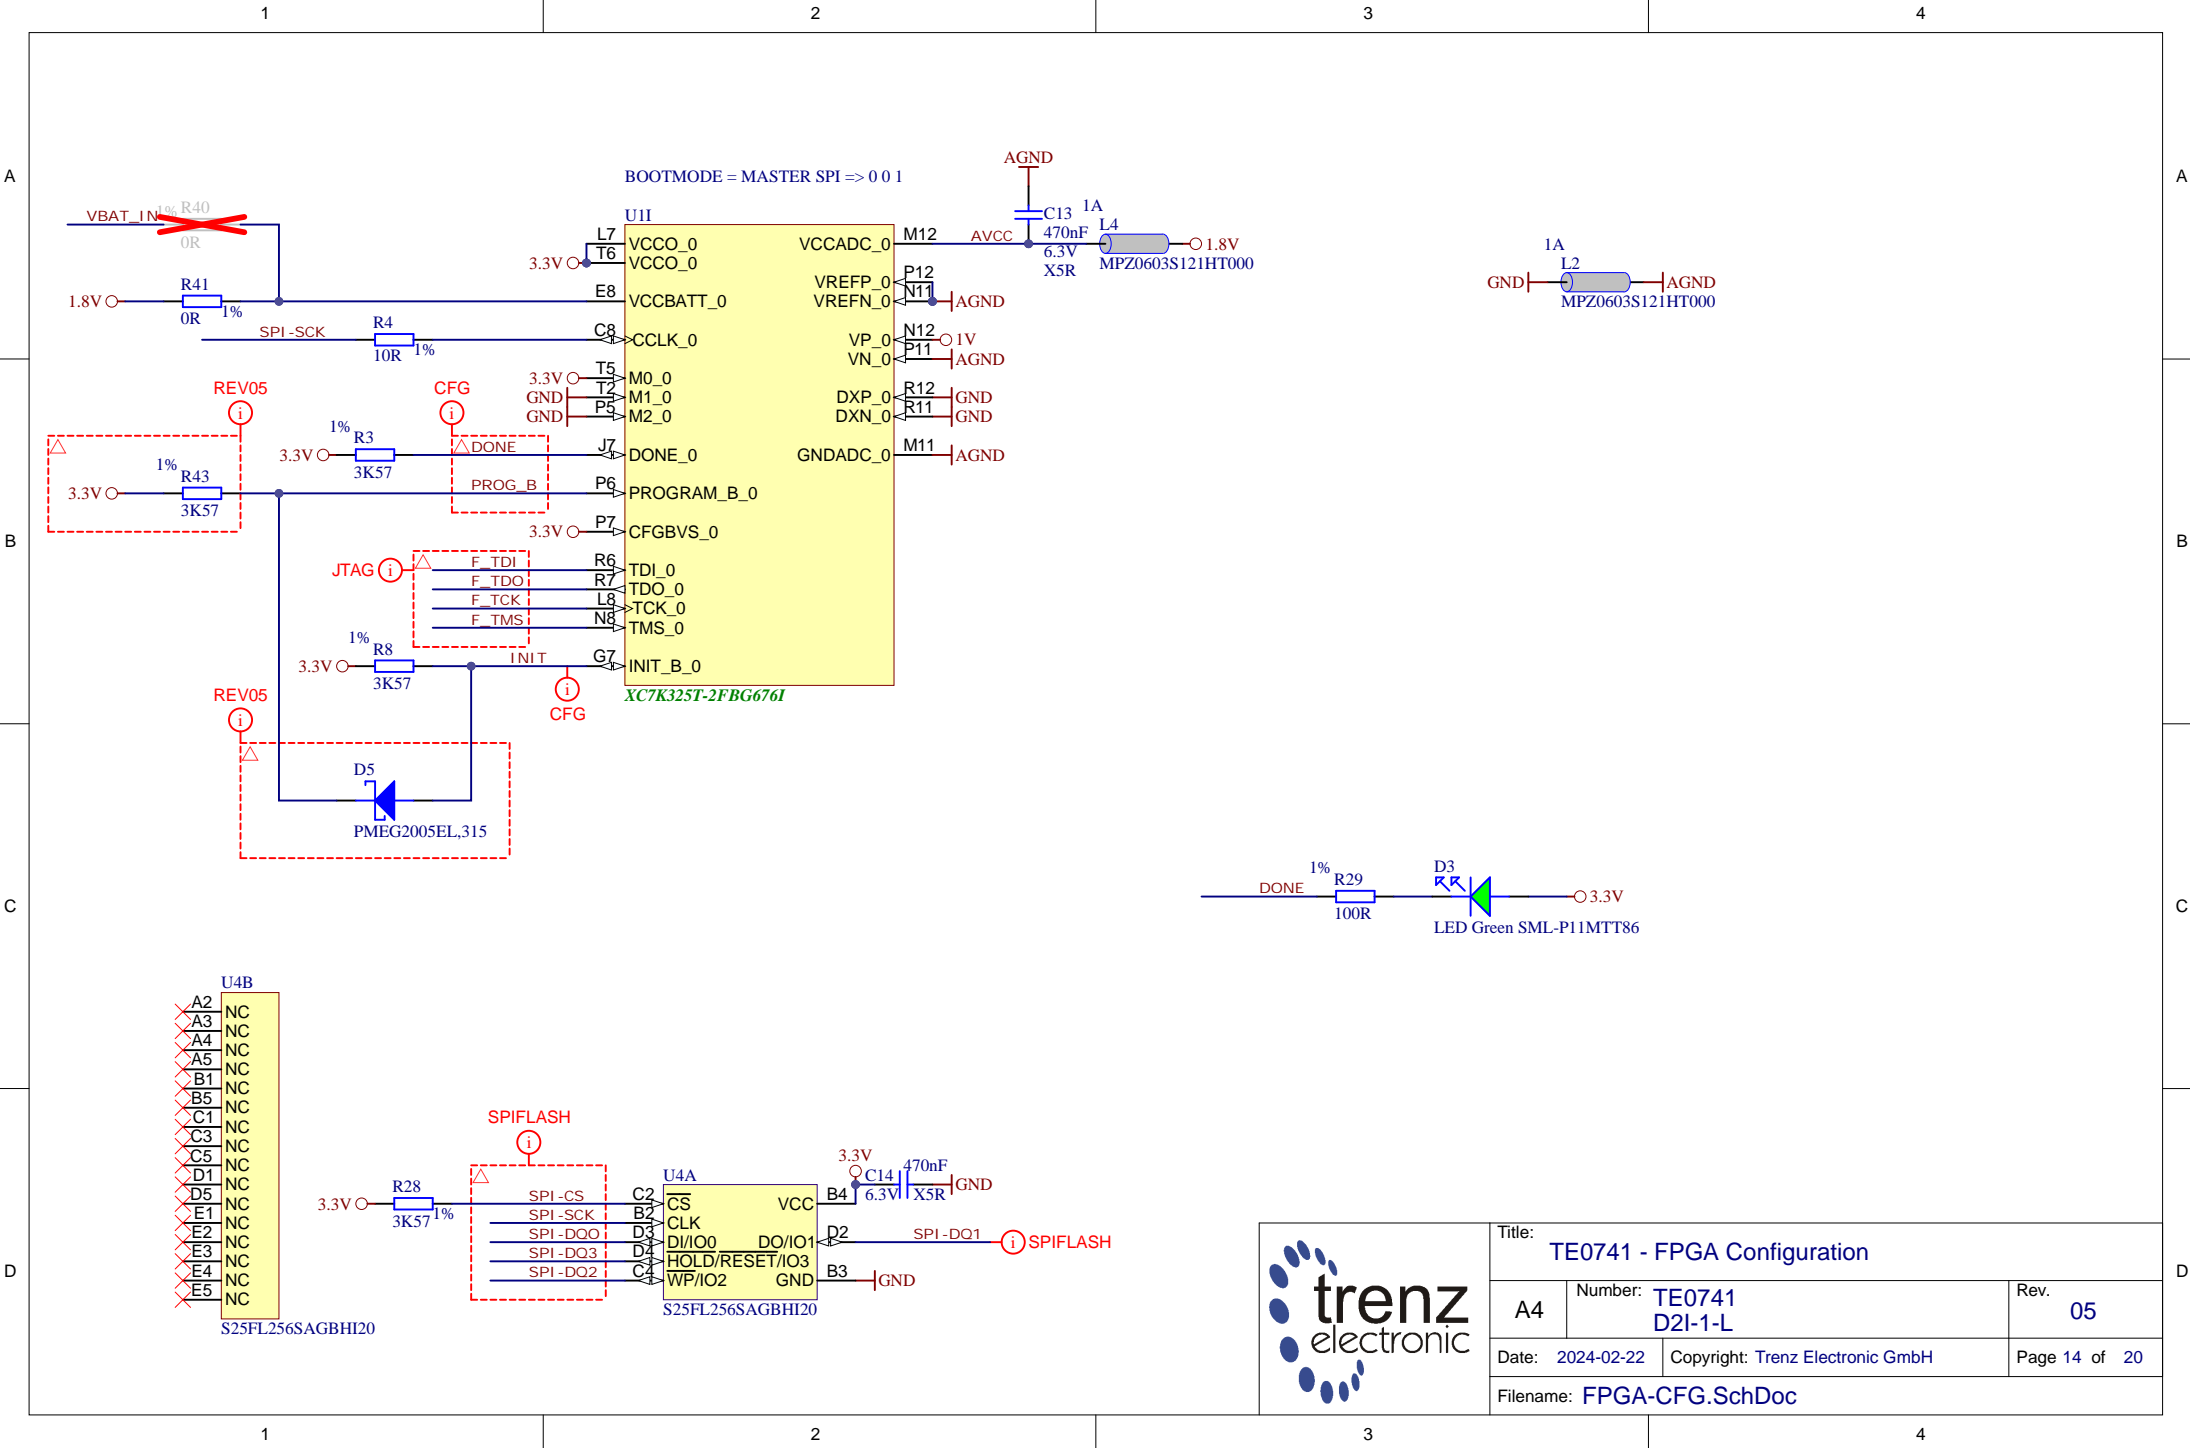 1 2 3 4
A A
B B
C C
D D
BOOTMODE = MASTER SPI => 0 0 1
VBAT_IN
1% R40
0R
1.8V
R41
0R
1%
SPI-SCK
R4
10R
1%
U1I
L7 VCCO_0
T6 VCCO_0
3.3V
E8 VCCBATT_0
C8 CCLK_0
3.3V T5 M0_0
GND T2 M1_0
GND P5 M2_0
J7 DONE_0
P6 PROGRAM_B_0
3.3V P7 CFGBVS_0
R6 TDI_0
R7 TDO_0
L8 TCK_0
N8 TMS_0
G7 INIT_B_0
XC7K325T-2FBG676I
VCCADC_0 M12
VREFP_0 P12
VREFN_0 N11 AGND
VP_0 N12 1V
VN_0 P11 AGND
DXP_0 R12 GND
DXN_0 R11 GND
GNDADC_0 M11 AGND
AGND
AVCC
C13
470nF
6.3V
X5R
1A
L4
1.8V
MPZ0603S121HT000
1A
L2
GND AGND
MPZ0603S121HT000
REV05
CFG
1%
R3
3.3V
3K57
DONE
1%
R43
3.3V
3K57
PROG_B
JTAG
F_TDI
F_TDO
F_TCK
F_TMS
1%
R8
3.3V
3K57
INIT
CFG
REV05
D5
PMEG2005EL,315
DONE
1%
R29
100R
D3
3.3V
LED Green SML-P11MTT86
U4B
A2 NC
A3 NC
A4 NC
A5 NC
B1 NC
B5 NC
C1 NC
C3 NC
C5 NC
D1 NC
D5 NC
E1 NC
E2 NC
E3 NC
E4 NC
E5 NC
S25FL256SAGBHI20
SPIFLASH
R28
3.3V
3K57
1%
SPI-CS C2 CS
SPI-SCK B2 CLK
SPI-DQ0 D3 DI/IO0
SPI-DQ3 D4 HOLD/RESET/IO3
SPI-DQ2 C4 WP/IO2
U4A
VCC B4
DO/IO1 D2 SPI-DQ1 SPIFLASH
GND B3 GND
S25FL256SAGBHI20
3.3V
C14
470nF
6.3V X5R
GND
trenz
electronic
Title:
TE0741 - FPGA Configuration
A4
Number: TE0741
D2I-1-L
Rev.
05
Date: 2024-02-22
Copyright: Trenz Electronic GmbH
Page 14 of 20
Filename: FPGA-CFG.SchDoc
1 2 3 4